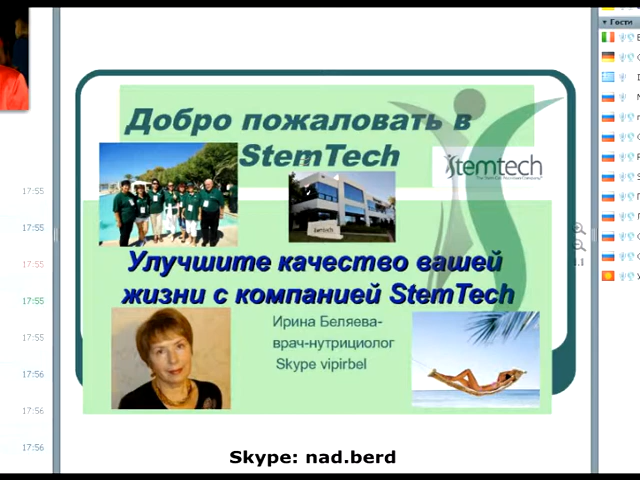 Гости
Добро пожаловать в
StemTech
Stemtech
17:55
17:55
17:55
17:55
17:55
17:56
17:56
17:56
Улучшите качество вашей
жизни с компанией StemTech
Ирина Беляева-
врач-нутрициолог
Skype vipirbel
Skype: nad.berd